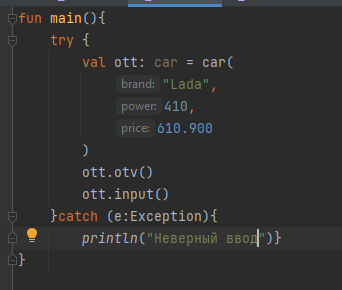 fun main(){
try {
val ott: car = car(
brand: "Lada",
power: 410,
price: 610.900
)
ott.otv()
ott.input()
}catch (e:Exception){
println("Неверный ввод")}
}